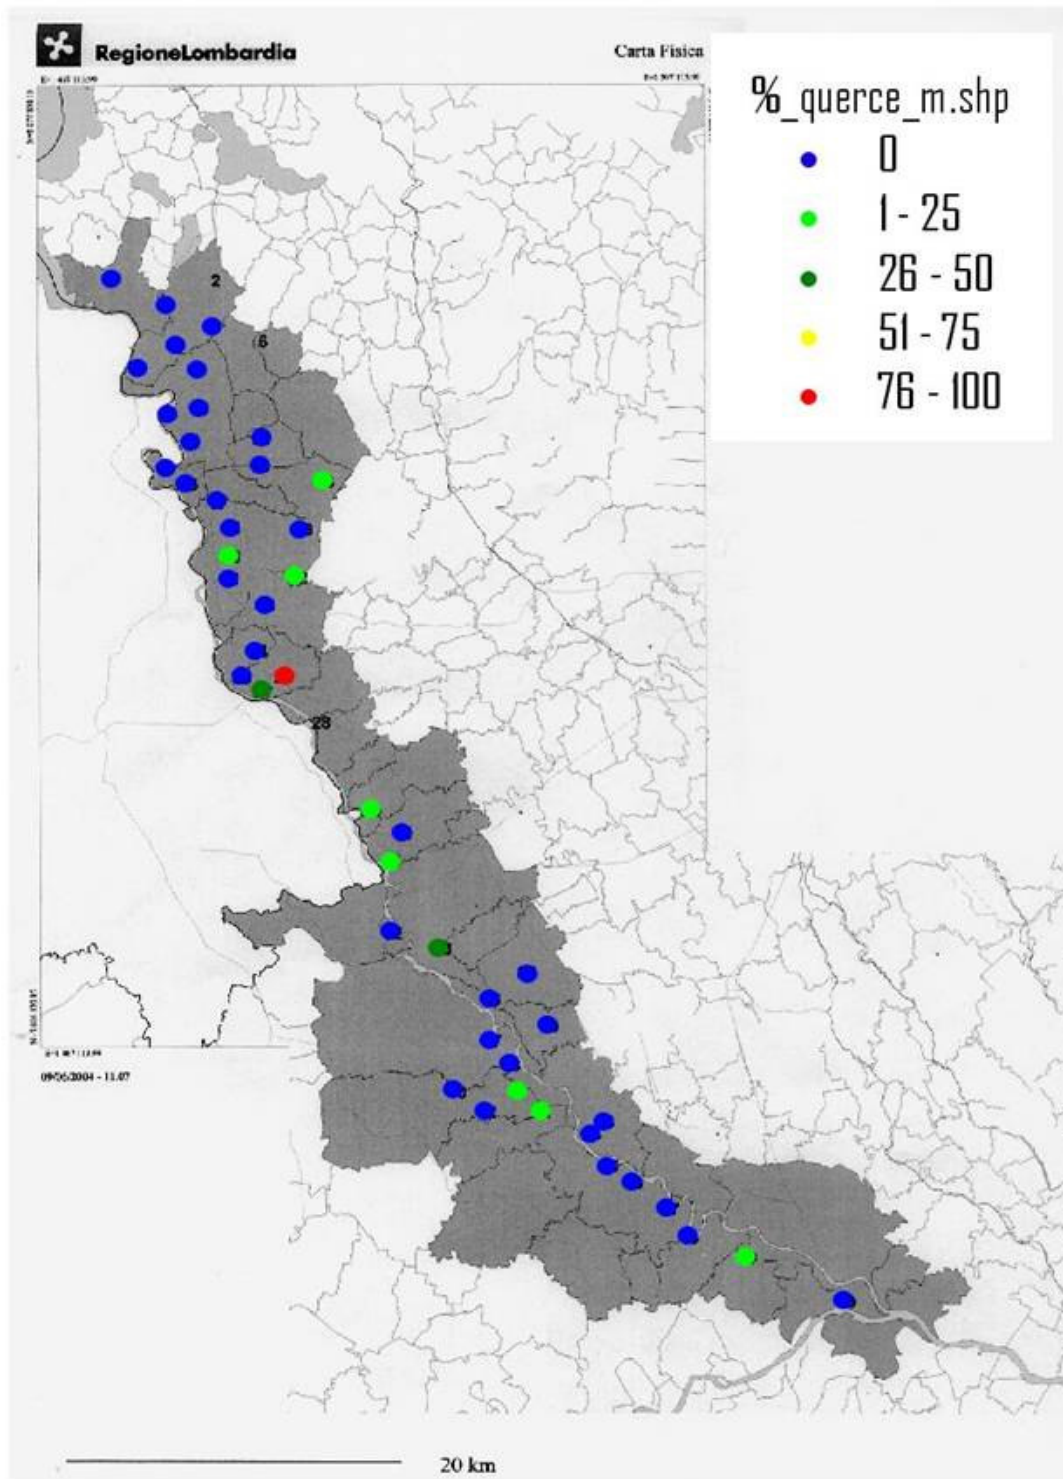 RegioneLombardia
Carta Fisica
%_querce_m.shp
0
1 - 25
26 - 50
51 - 75
76 - 100
2
6
28
09/06/2004 - 11.07
20 km